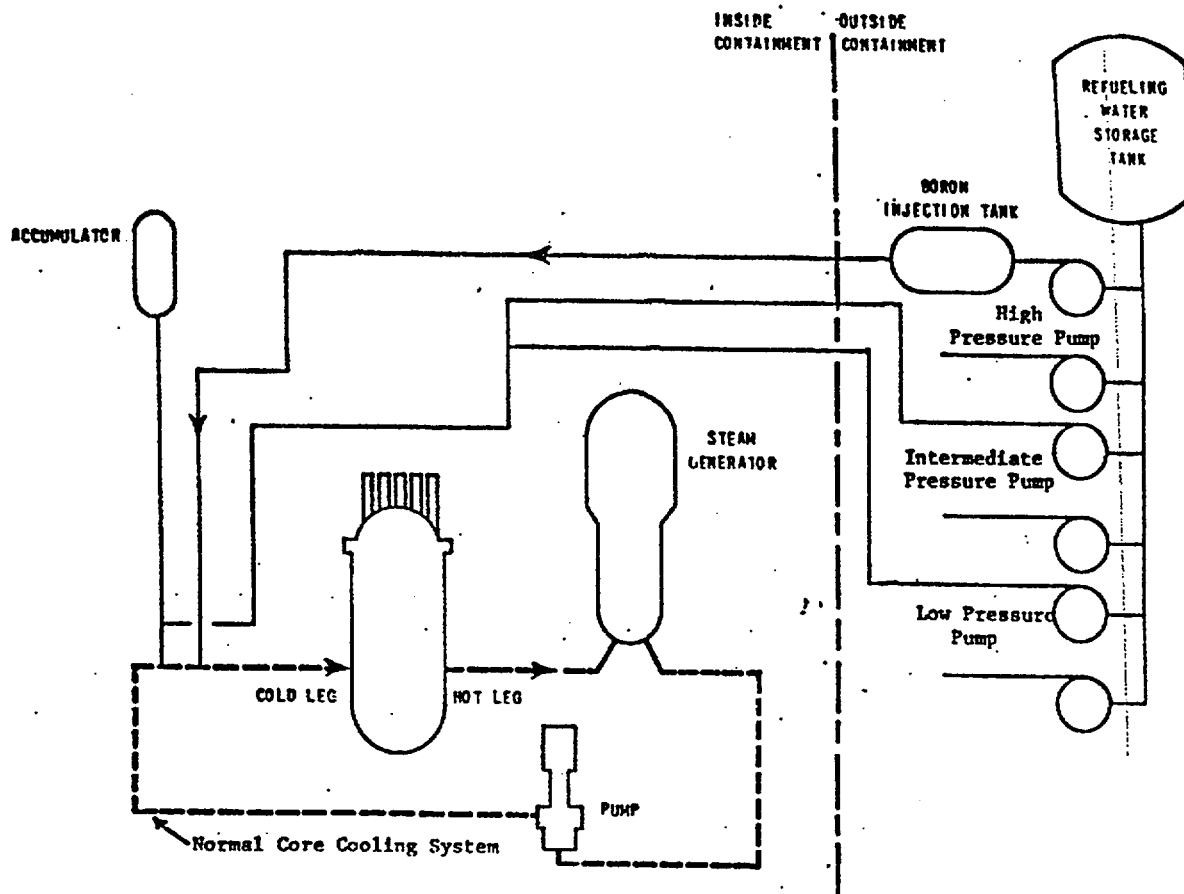 INSIDE
CONTAINMENT
OUTSIDE
CONTAINMENT
REFUELING
WATER
STORAGE
TANK
BORON
INJECTION TANK
ACCUMULATOR
High
Pressure Pump
STEAM
GENERATOR
Intermediate
Pressure Pump
Low Pressure
Pump
COLD LEG
HOT LEG
PUMP
Normal Core Cooling System